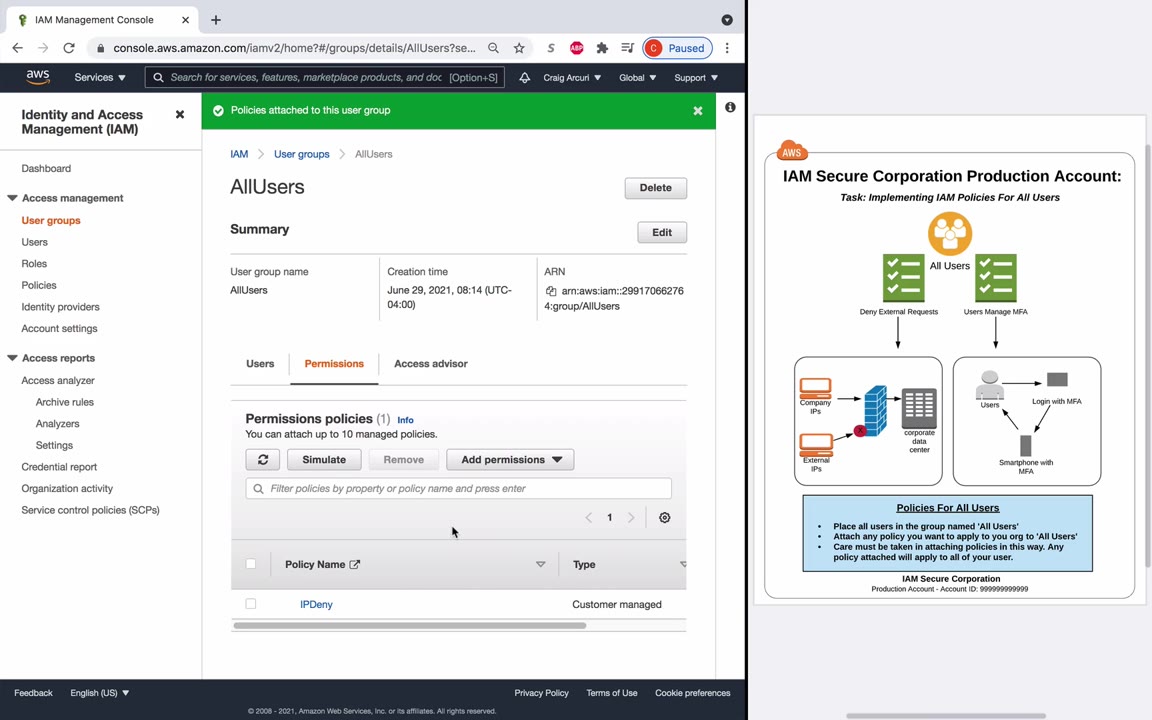 IAM Management Console
console.aws.amazon.com/iamv2/home?#/groups/details/AllUsers?se...
S
ABP
C Paused
aws
Services
Search for services, features, marketplace products, and doc [Option+S]
Craig Arcuri
Global
Support
Identity and Access
Management (IAM)
Dashboard
Access management
User groups
Users
Roles
Policies
Identity providers
Account settings
Access reports
Access analyzer
Archive rules
Analyzers
Settings
Credential report
Organization activity
Service control policies (SCPs)
Policies attached to this user group
IAM > User groups > AllUsers
AllUsers
Delete
Summary
Edit
User group name
AllUsers
Creation time
June 29, 2021, 08:14 (UTC-
04:00)
ARN
arn:aws:iam::29917066276
4:group/AllUsers
Users
Permissions
Access advisor
Permissions policies (1) Info
You can attach up to 10 managed policies.
Simulate
Remove
Add permissions
Filter policies by property or policy name and press enter
1
Policy Name
Type
IPDeny
Customer managed
Feedback
English (US)
Privacy Policy
Terms of Use
Cookie preferences
© 2008 - 2021, Amazon Web Services, Inc. or its affiliates. All rights reserved.
AWS
IAM Secure Corporation Production Account:
Task: Implementing IAM Policies For All Users
All Users
Deny External Requests
Users Manage MFA
Company
IPs
External
IPs
X
corporate
data
center
Users
Login with MFA
Smartphone with
MFA
Policies For All Users
• Place all users in the group named 'All Users'
• Attach any policy you want to apply to you org to 'All Users'
• Care must be taken in attaching policies in this way. Any
policy attached will apply to all of your user.
IAM Secure Corporation
Production Account - Account ID: 999999999999